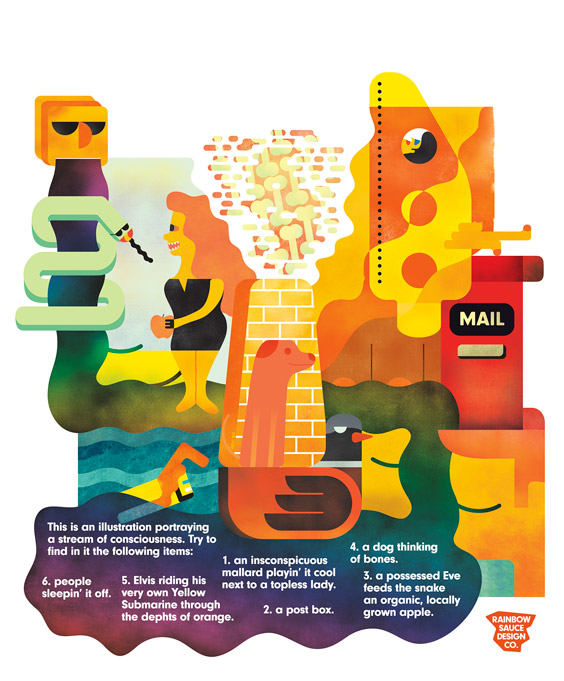 MAIL
This is an illustration portraying
a stream of consciousness. Try to
find in it the following items:
1. an insconspicuous
mallard playin' it cool
next to a topless lady.
2. a post box.
3. a possessed Eve
feeds the snake
an organic, locally
grown apple.
4. a dog thinking
of bones.
5. Elvis riding his
very own Yellow
Submarine through
the dephts of orange.
6. people
sleepin' it off.
RAINBOW
SAUCE
DESIGN
CO.